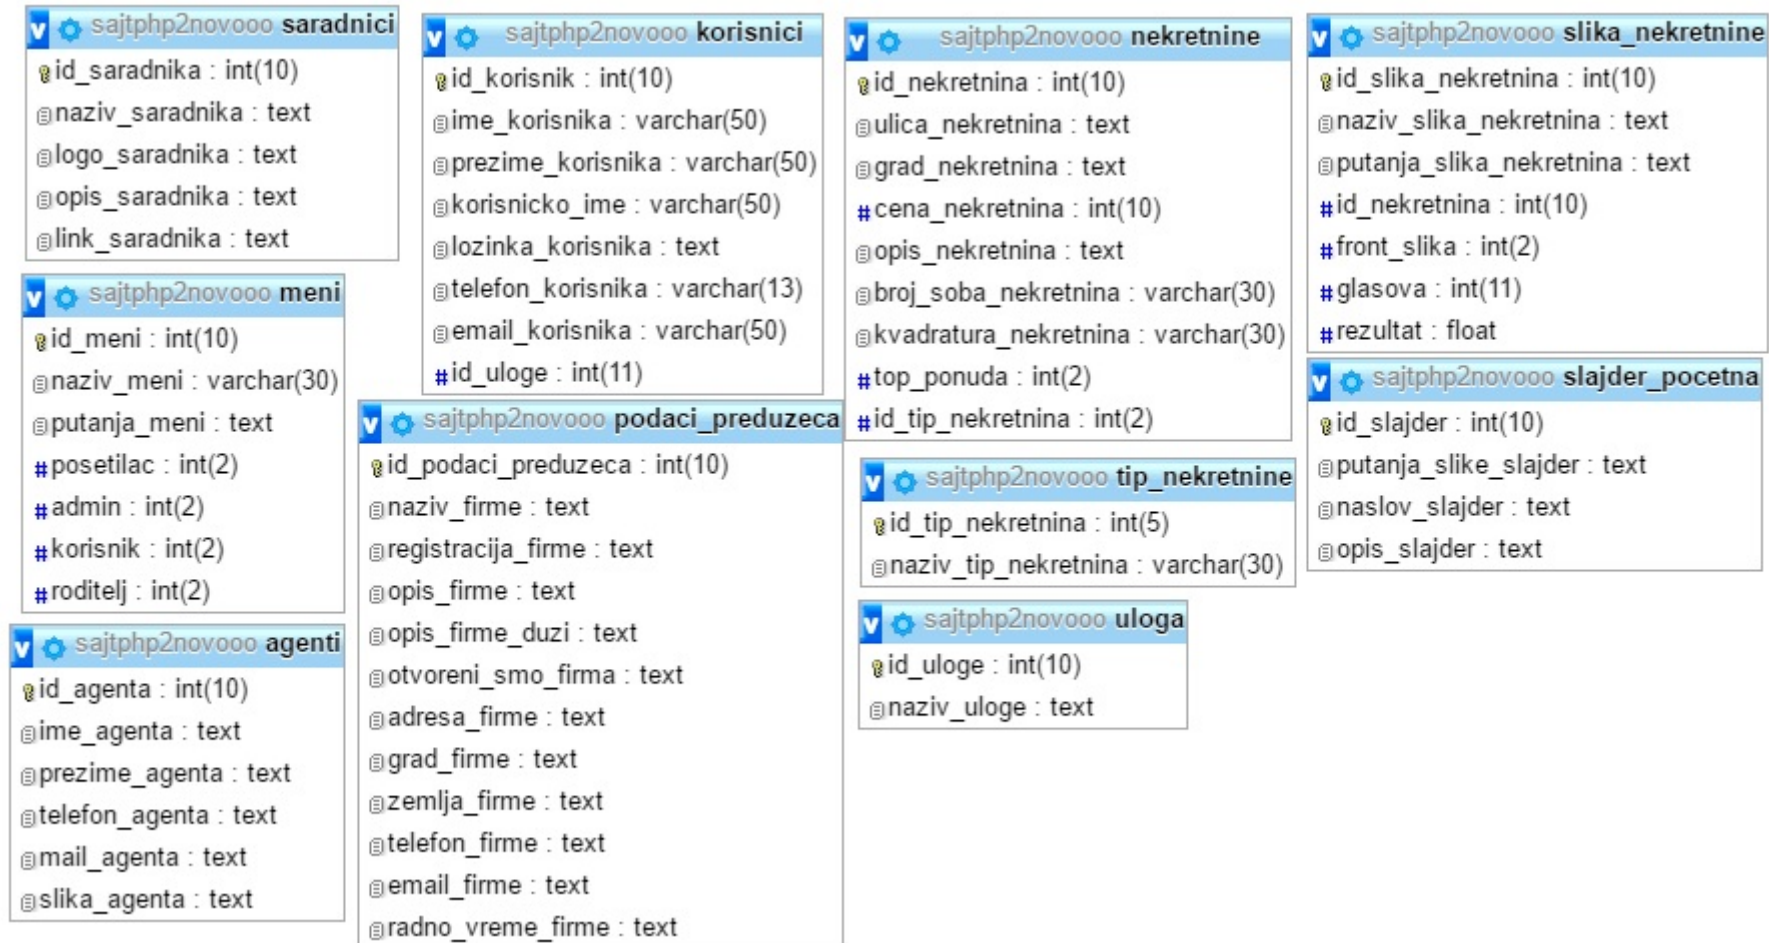 sajtphp2novooo saradnici
id_saradnika : int(10)
naziv_saradnika : text
logo_saradnika : text
opis_saradnika : text
link_saradnika : text
sajtphp2novooo meni
id_meni : int(10)
naziv_meni : varchar(30)
putanja_meni : text
posetilac : int(2)
admin : int(2)
korisnik : int(2)
roditelj : int(2)
sajtphp2novooo agenti
id_agenta : int(10)
ime_agenta : text
prezime_agenta : text
telefon_agenta : text
mail_agenta : text
slika_agenta : text
sajtphp2novooo korisnici
id_korisnik : int(10)
ime_korisnika : varchar(50)
prezime_korisnika : varchar(50)
korisnicko_ime : varchar(50)
lozinka_korisnika : text
telefon_korisnika : varchar(13)
email_korisnika : varchar(50)
id_uloge : int(11)
sajtphp2novooo podaci_preduzeca
id_podaci_preduzeca : int(10)
naziv_firme : text
registracija_firme : text
opis_firme : text
opis_firme_duzi : text
otvoreni_smo_firma : text
adresa_firme : text
grad_firme : text
zemlja_firme : text
telefon_firme : text
email_firme : text
radno_vreme_firme : text
sajtphp2novooo nekretnine
id_nekretnina : int(10)
ulica_nekretnina : text
grad_nekretnina : text
cena_nekretnina : int(10)
opis_nekretnina : text
broj_soba_nekretnina : varchar(30)
kvadratura_nekretnina : varchar(30)
top_ponuda : int(2)
id_tip_nekretnina : int(2)
sajtphp2novooo tip_nekretnine
id_tip_nekretnina : int(5)
naziv_tip_nekretnina : varchar(30)
sajtphp2novooo uloga
id_uloge : int(10)
naziv_uloge : text
sajtphp2novooo slika_nekretnine
id_slika_nekretnina : int(10)
naziv_slika_nekretnina : text
putanja_slika_nekretnina : text
id_nekretnina : int(10)
front_slika : int(2)
glasova : int(11)
rezultat : float
sajtphp2novooo slajder_pocetna
id_slajder : int(10)
putanja_slike_slajder : text
naslov_slajder : text
opis_slajder : text